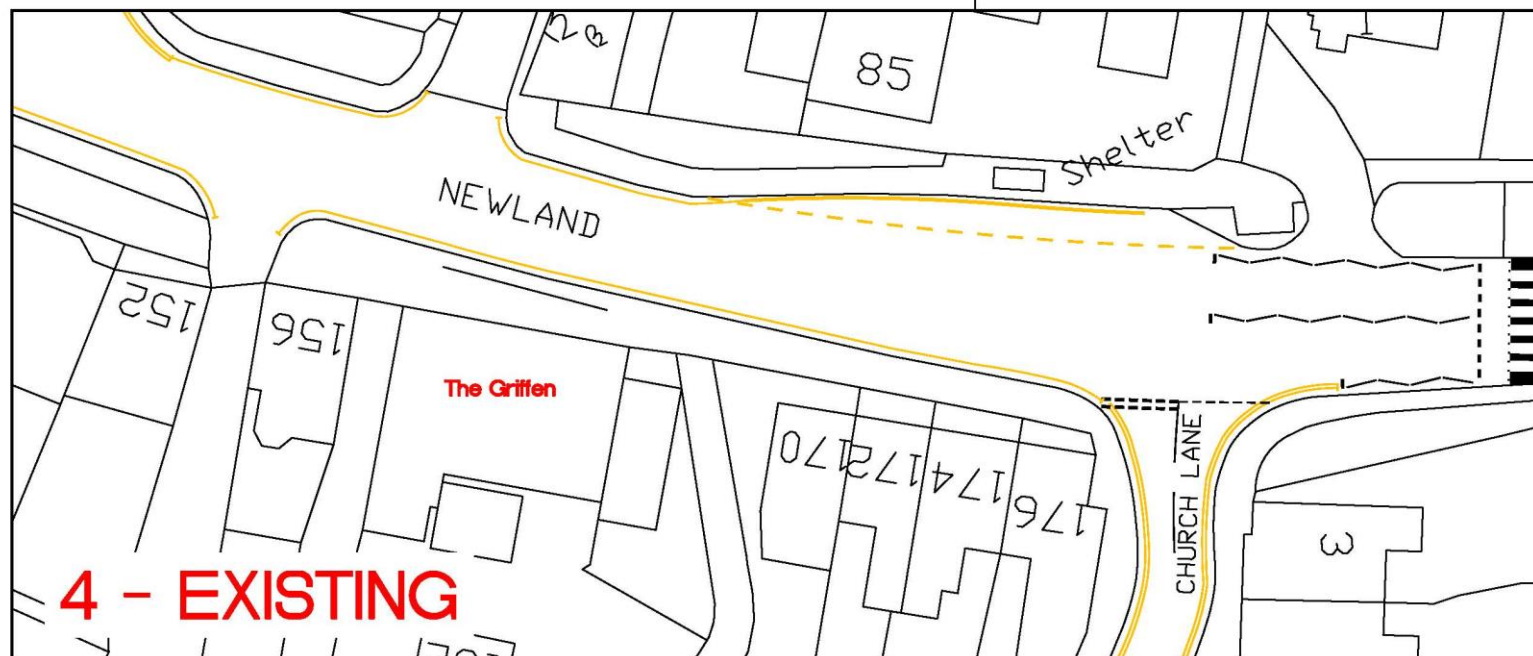 85
Shelter
NEWLAND
152
156
The Griffen
170
172
174
176
CHURCH LANE
3
4 - EXISTING